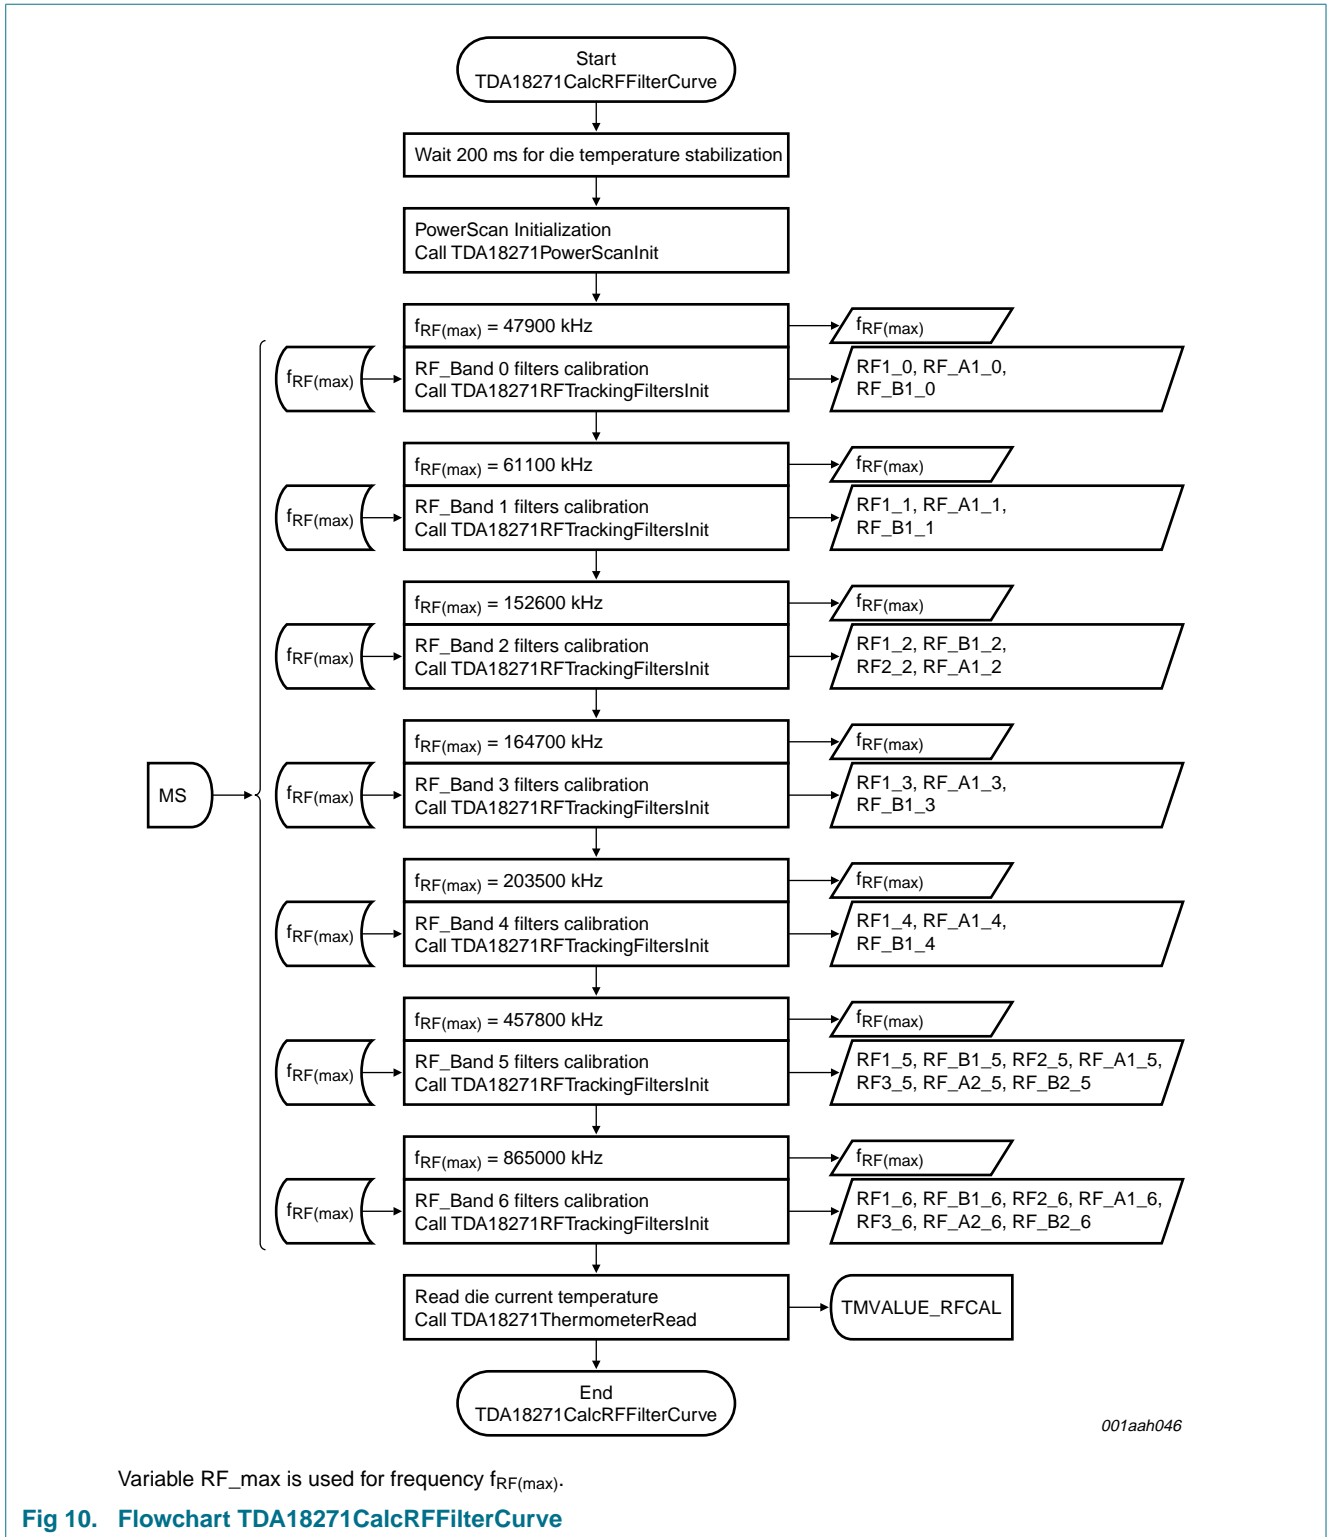 Start
TDA18271CalcRFFilterCurve
Wait 200 ms for die temperature stabilization
PowerScan Initialization
Call TDA18271PowerScanInit
fRF(max) = 47900 kHz
fRF(max)
fRF(max)
RF_Band 0 filters calibration
Call TDA18271RFTrackingFiltersInit
RF1_0, RF_A1_0,
RF_B1_0
fRF(max) = 61100 kHz
fRF(max)
fRF(max)
RF_Band 1 filters calibration
Call TDA18271RFTrackingFiltersInit
RF1_1, RF_A1_1,
RF_B1_1
fRF(max) = 152600 kHz
fRF(max)
fRF(max)
RF_Band 2 filters calibration
Call TDA18271RFTrackingFiltersInit
RF1_2, RF_B1_2,
RF2_2, RF_A1_2
fRF(max) = 164700 kHz
fRF(max)
MS
fRF(max)
RF_Band 3 filters calibration
Call TDA18271RFTrackingFiltersInit
RF1_3, RF_A1_3,
RF_B1_3
fRF(max) = 203500 kHz
fRF(max)
fRF(max)
RF_Band 4 filters calibration
Call TDA18271RFTrackingFiltersInit
RF1_4, RF_A1_4,
RF_B1_4
fRF(max) = 457800 kHz
fRF(max)
fRF(max)
RF_Band 5 filters calibration
Call TDA18271RFTrackingFiltersInit
RF1_5, RF_B1_5, RF2_5, RF_A1_5,
RF3_5, RF_A2_5, RF_B2_5
fRF(max) = 865000 kHz
fRF(max)
fRF(max)
RF_Band 6 filters calibration
Call TDA18271RFTrackingFiltersInit
RF1_6, RF_B1_6, RF2_6, RF_A1_6,
RF3_6, RF_A2_6, RF_B2_6
Read die current temperature
Call TDA18271ThermometerRead
TMVALUE_RFCAL
End
TDA18271CalcRFFilterCurve
001aah046
Variable RF_max is used for frequency fRF(max).
Fig 10. Flowchart TDA18271CalcRFFilterCurve